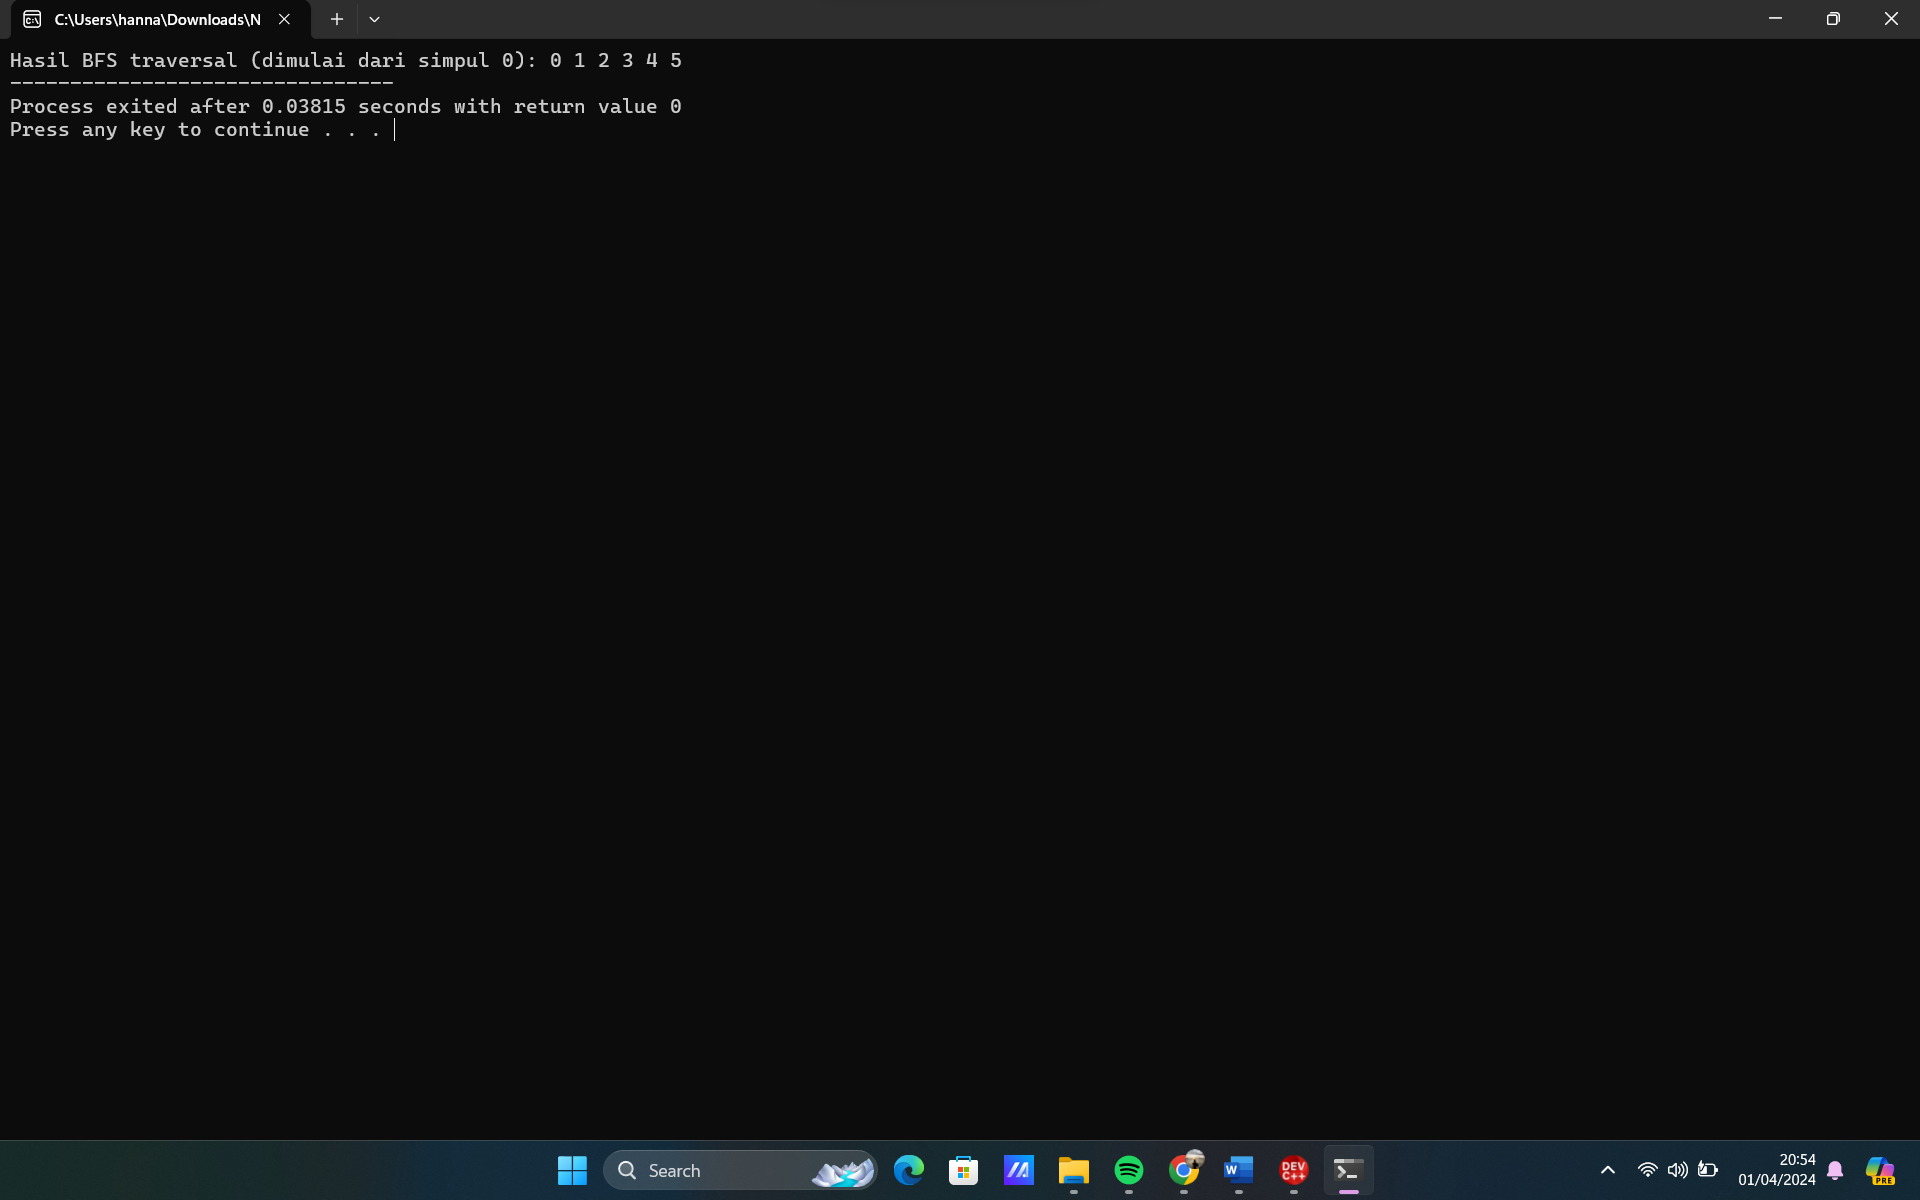 C:\Users\hanna\Downloads\N
Hasil BFS traversal (dimulai dari simpul 0): 0 1 2 3 4 5
--------------------------------
Process exited after 0.03815 seconds with return value 0
Press any key to continue . . .
Search
DEV C++
20:54
01/04/2024
PRE